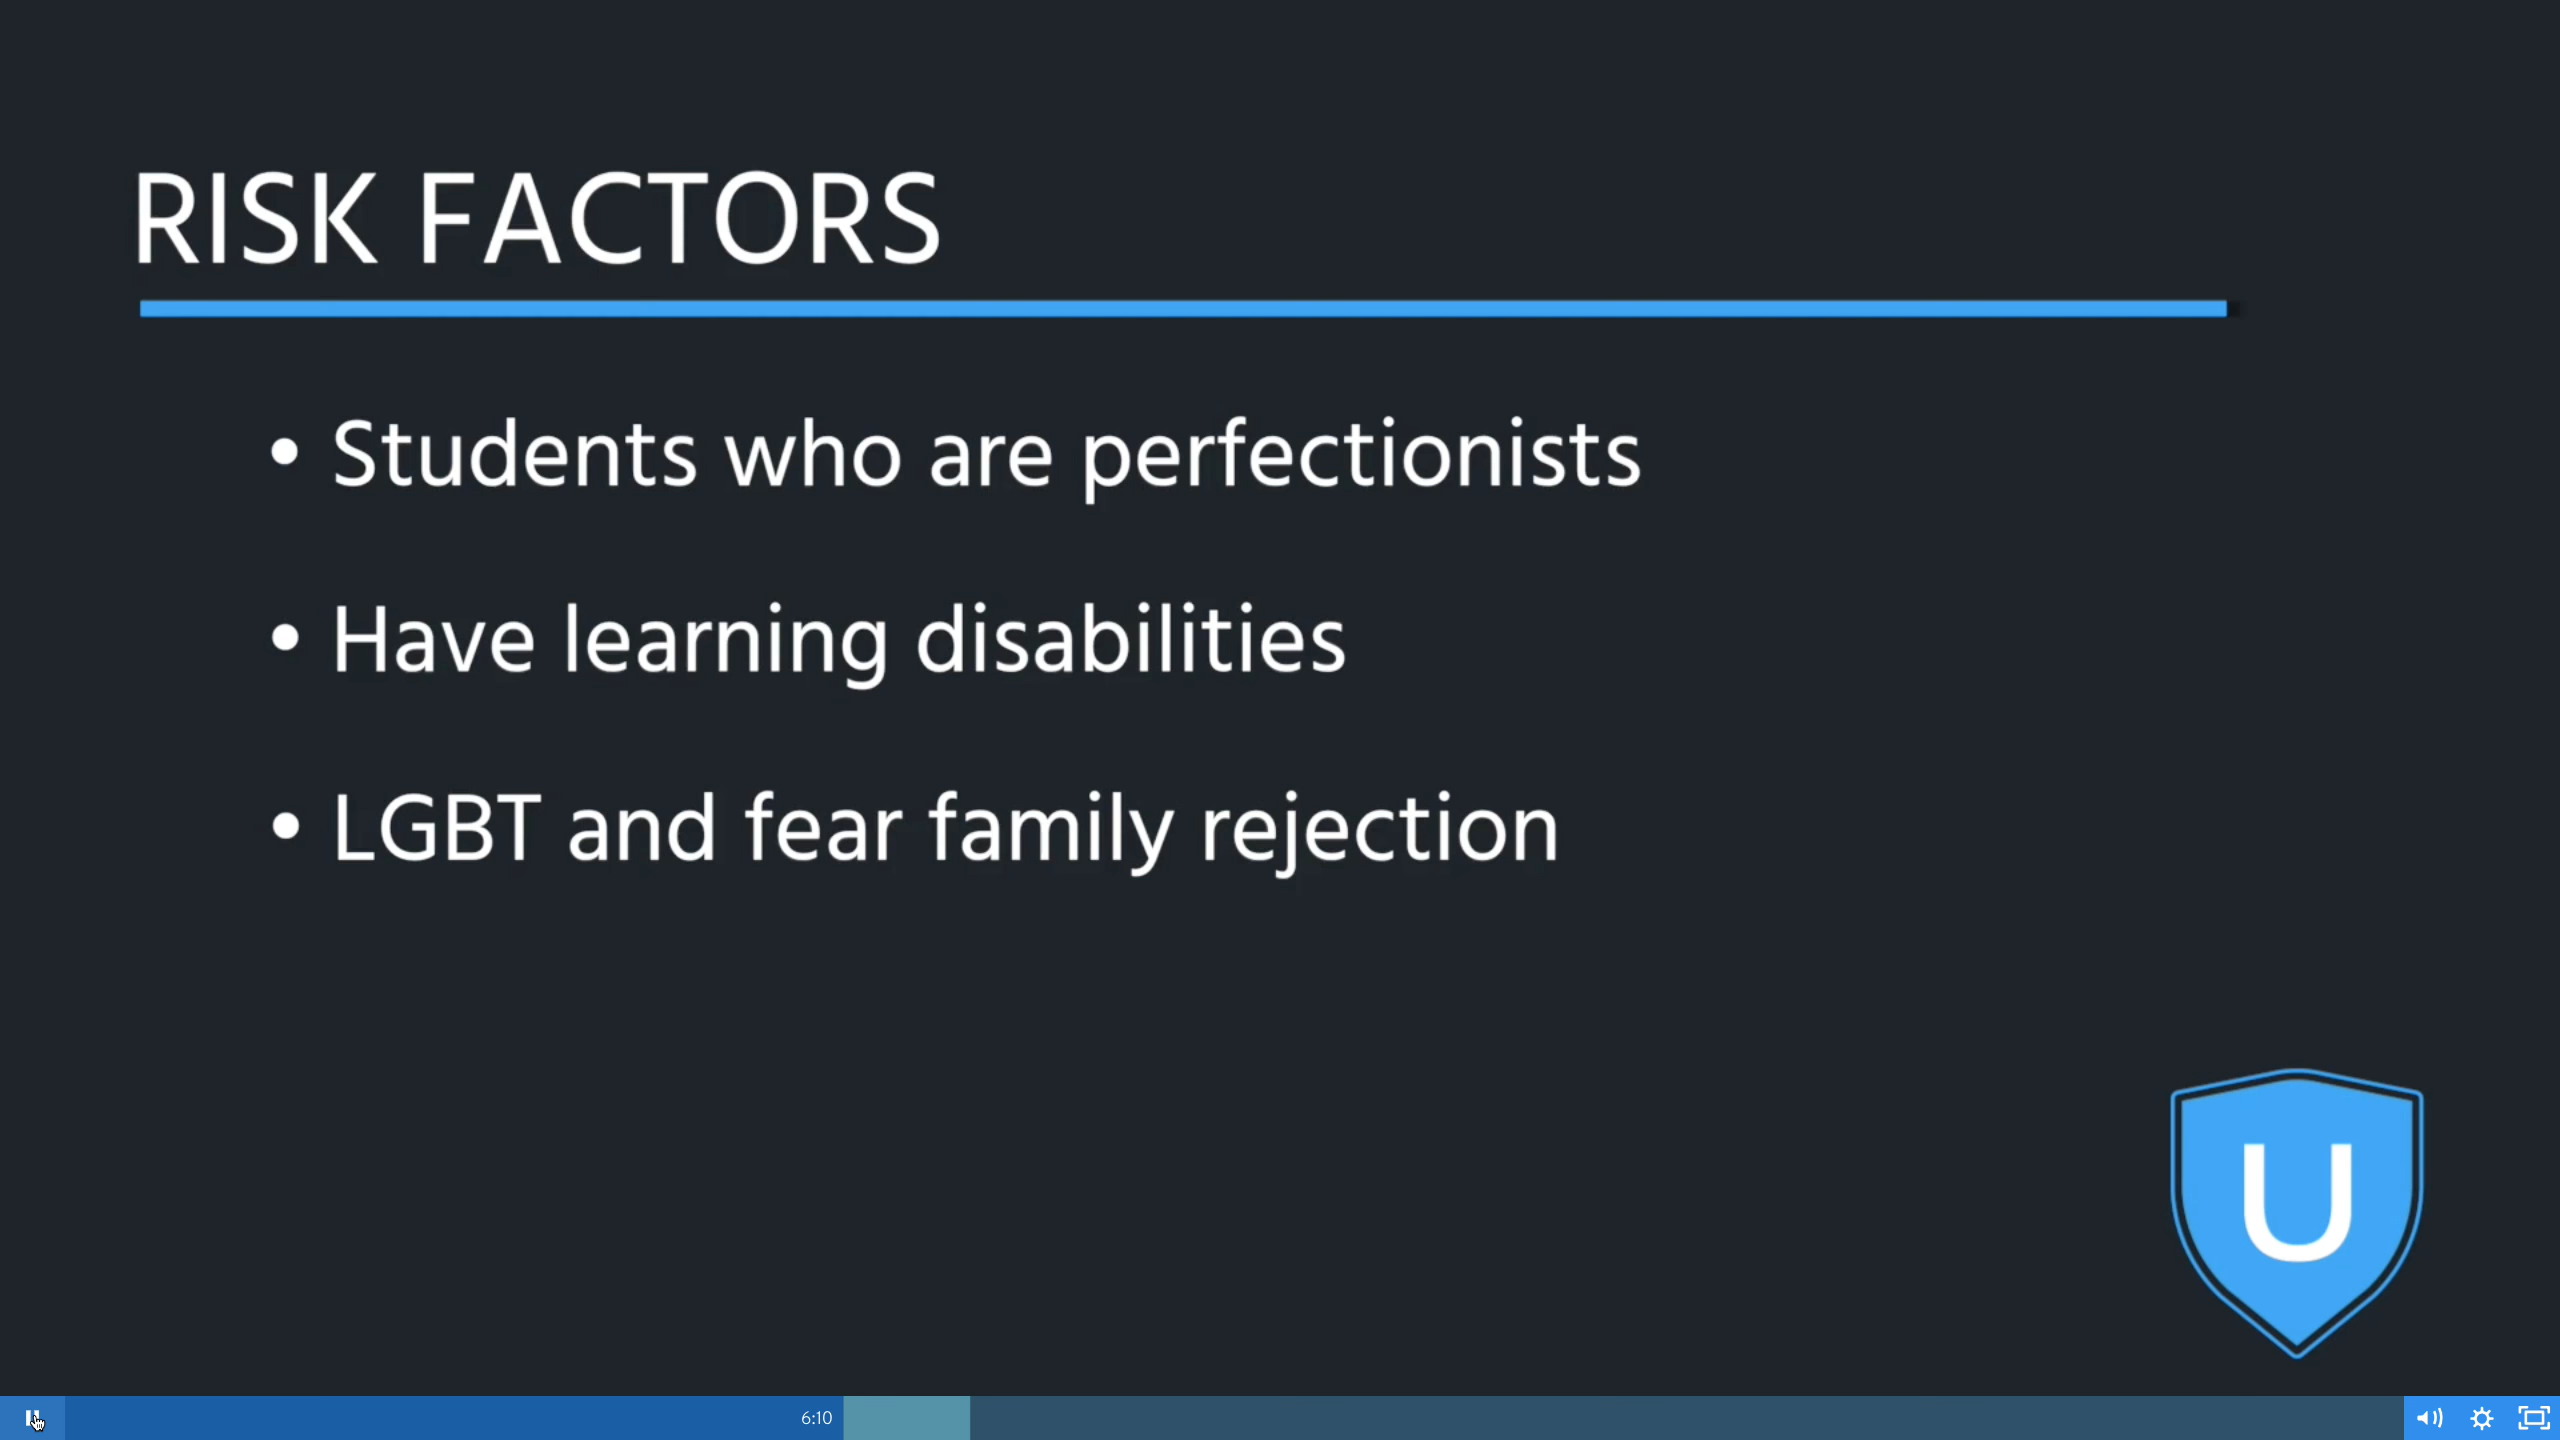 RISK FACTORS
• Students who are perfectionists
• Have learning disabilities
• LGBT and fear family rejection
U
6:10